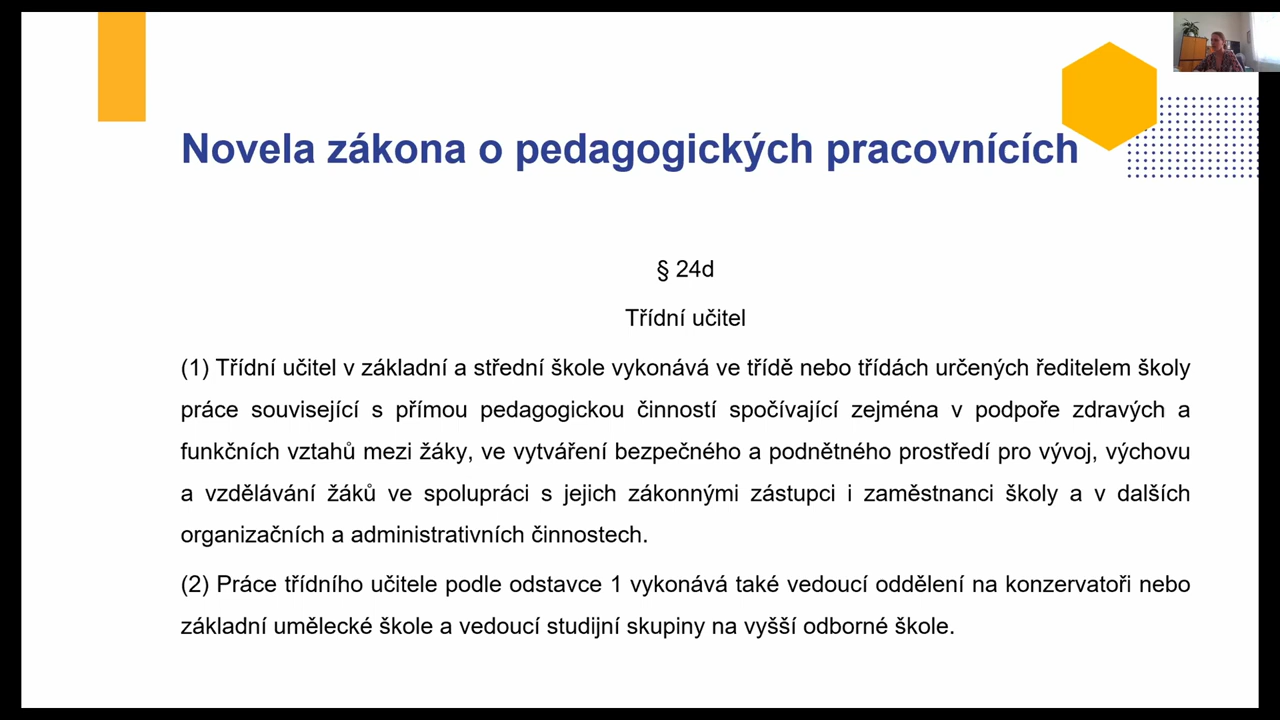 Novela zákona o pedagogických pracovnících
§ 24d
Třídní učitel
(1) Třídní učitel v základní a střední škole vykonává ve třídě nebo třídách určených ředitelem školy
práce související s přímou pedagogickou činností spočívající zejména v podpoře zdravých a
funkčních vztahů mezi žáky, ve vytváření bezpečného a podnětného prostředí pro vývoj, výchovu
a vzdělávání žáků ve spolupráci s jejich zákonnými zástupci i zaměstnanci školy a v dalších
organizačních a administrativních činnostech.
(2) Práce třídního učitele podle odstavce 1 vykonává také vedoucí oddělení na konzervatoři nebo
základní umělecké škole a vedoucí studijní skupiny na vyšší odborné škole.